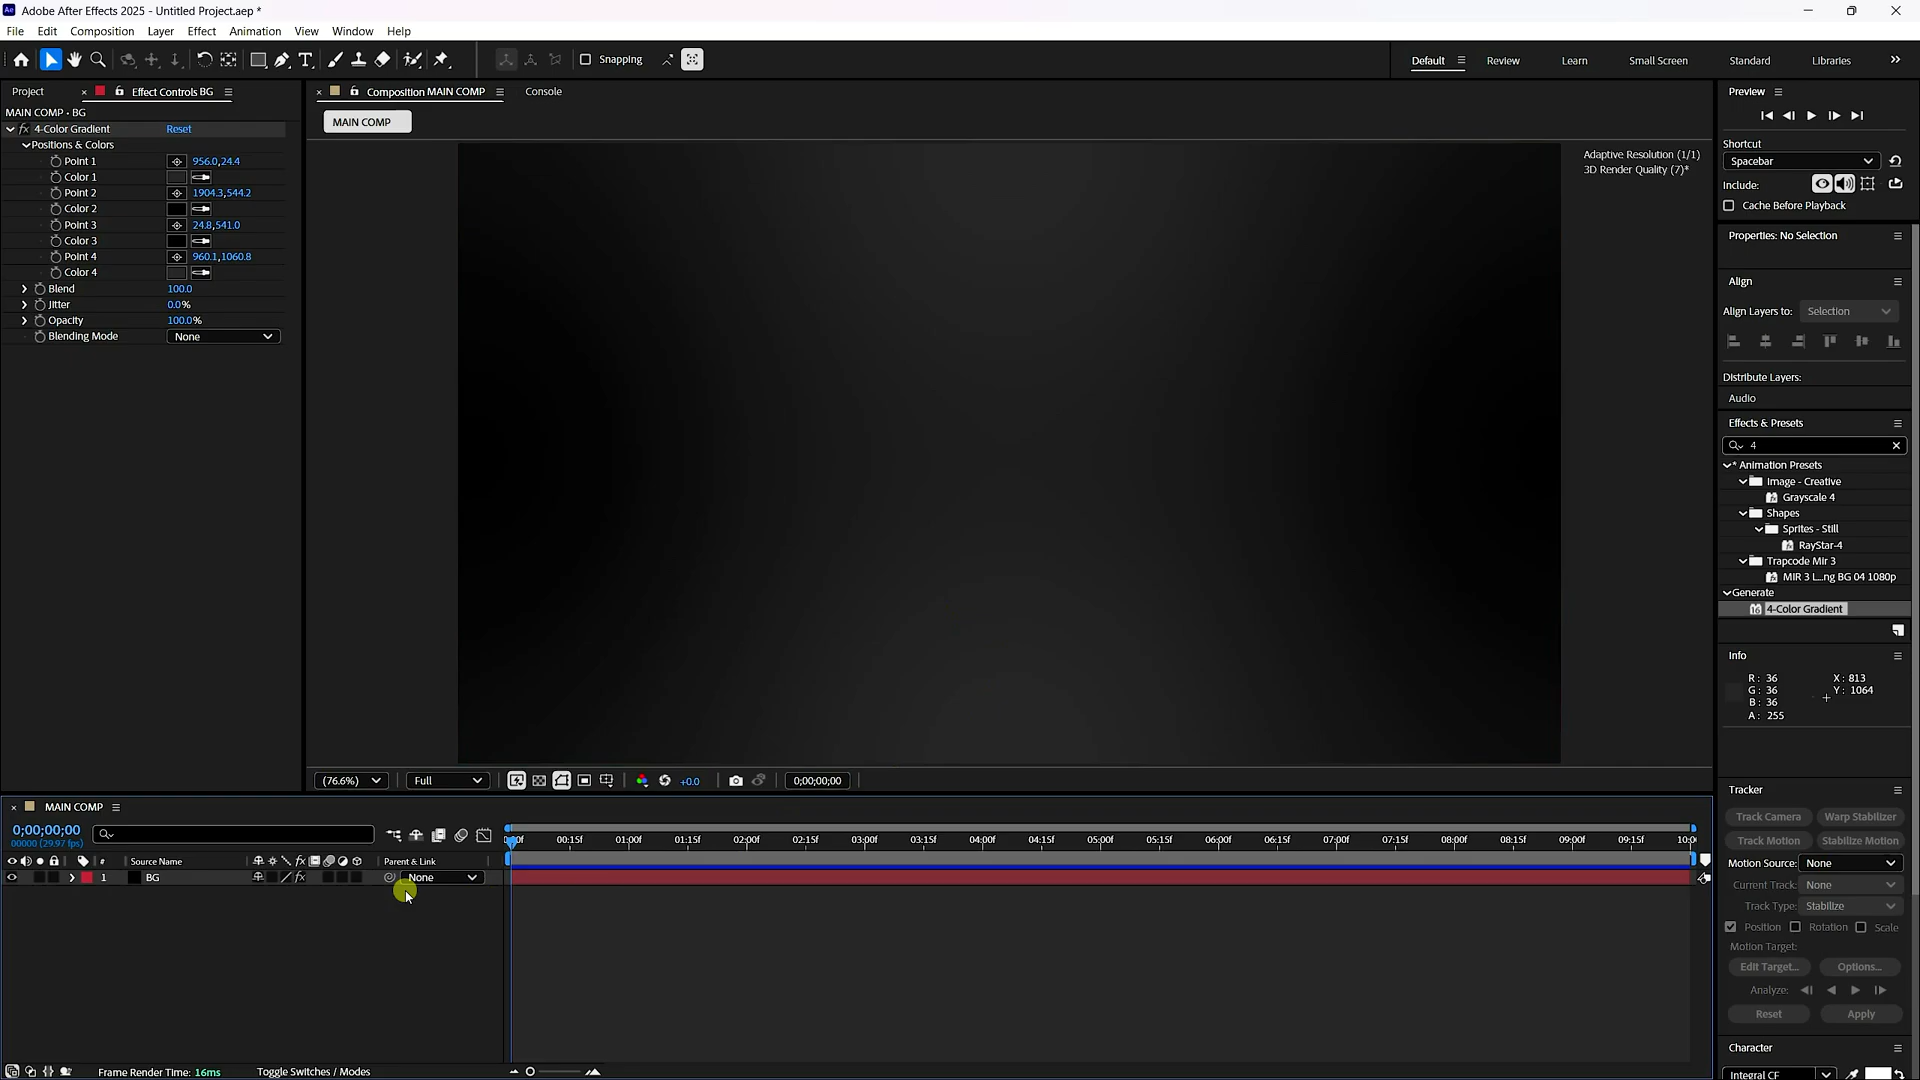 Adobe After Effects 2025 - Untitled Project.aep *
File Edit Composition Layer Effect Animation View Window Help
Snapping
Default Review Learn Small Screen Standard Libraries
Project
Effect Controls BG
MAIN COMP • BG
fx 4-Color Gradient Reset
Positions & Colors
Point 1 956.0,24.4
Color 1
Point 2 1904.3,544.2
Color 2
Point 3 24.8,541.0
Color 3
Point 4 960.1,1060.8
Color 4
Blend 100.0
Jitter 0.0%
Opacity 100.0%
Blending Mode None
Composition MAIN COMP
Console
MAIN COMP
Adaptive Resolution (1/1)
3D Render Quality (7)*
(76.6%) Full +0.0 0;00;00;00
Preview
Shortcut
Spacebar
Include:
Cache Before Playback
Properties: No Selection
Align
Align Layers to: Selection
Distribute Layers:
Audio
Effects & Presets
4
* Animation Presets
Image - Creative
Grayscale 4
Shapes
Sprites - Still
RayStar-4
Trapcode Mir 3
MIR 3 L...ng BG 04 1080p
Generate
4-Color Gradient
Info
R: 36 X: 813
G: 36 Y: 1064
B: 36
A: 255
Tracker
Track Camera Warp Stabilizer
Track Motion Stabilize Motion
Motion Source: None
Current Track: None
Track Type: Stabilize
Position Rotation Scale
Motion Target:
Edit Target... Options...
Analyze:
Reset Apply
Character
Integral CF
MAIN COMP
0;00;00;00
00000 (29.97 fps)
00:15f 01:00f 01:15f 02:00f 02:15f 03:00f 03:15f 04:00f 04:15f 05:00f 05:15f 06:00f 06:15f 07:00f 07:15f 08:00f 08:15f 09:00f 09:15f
# Source Name fx Parent & Link
1 BG fx None
Frame Render Time: 16ms Toggle Switches / Modes